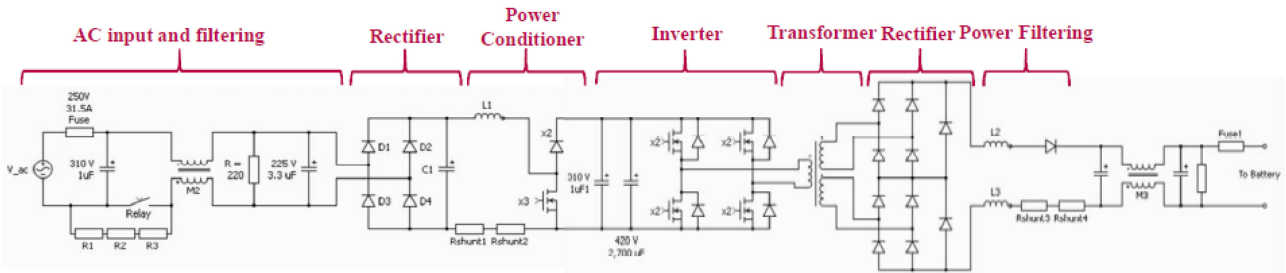 AC input and filtering
Rectifier
Power
Conditioner
Inverter
Transformer
Rectifier
Power Filtering
250V
31.5A
Fuse
V_ac
310 V
1uF
Relay
R1
R2
R3
M2
R =
220
225 V
3.3 uF
D1
D2
D3
D4
C1
L1
x2
x3
Rshunt1
Rshunt2
310 V
1uF1
420 V
2,700 uF
x2
x2
x2
x2
L2
L3
Rshunt3
Rshunt4
M3
Fuse1
To Battery